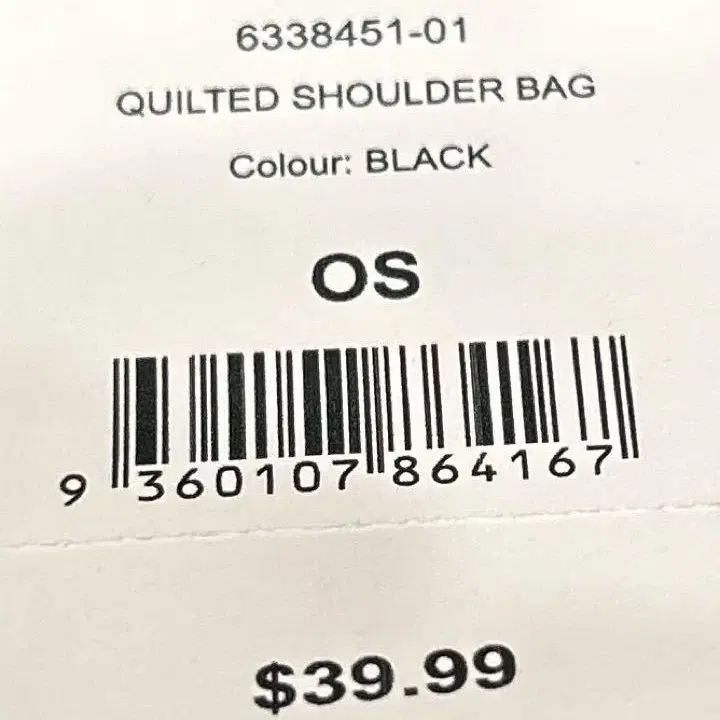 6338451-01
QUILTED SHOULDER BAG
Colour: BLACK
OS
9 360107 864167
$39.99